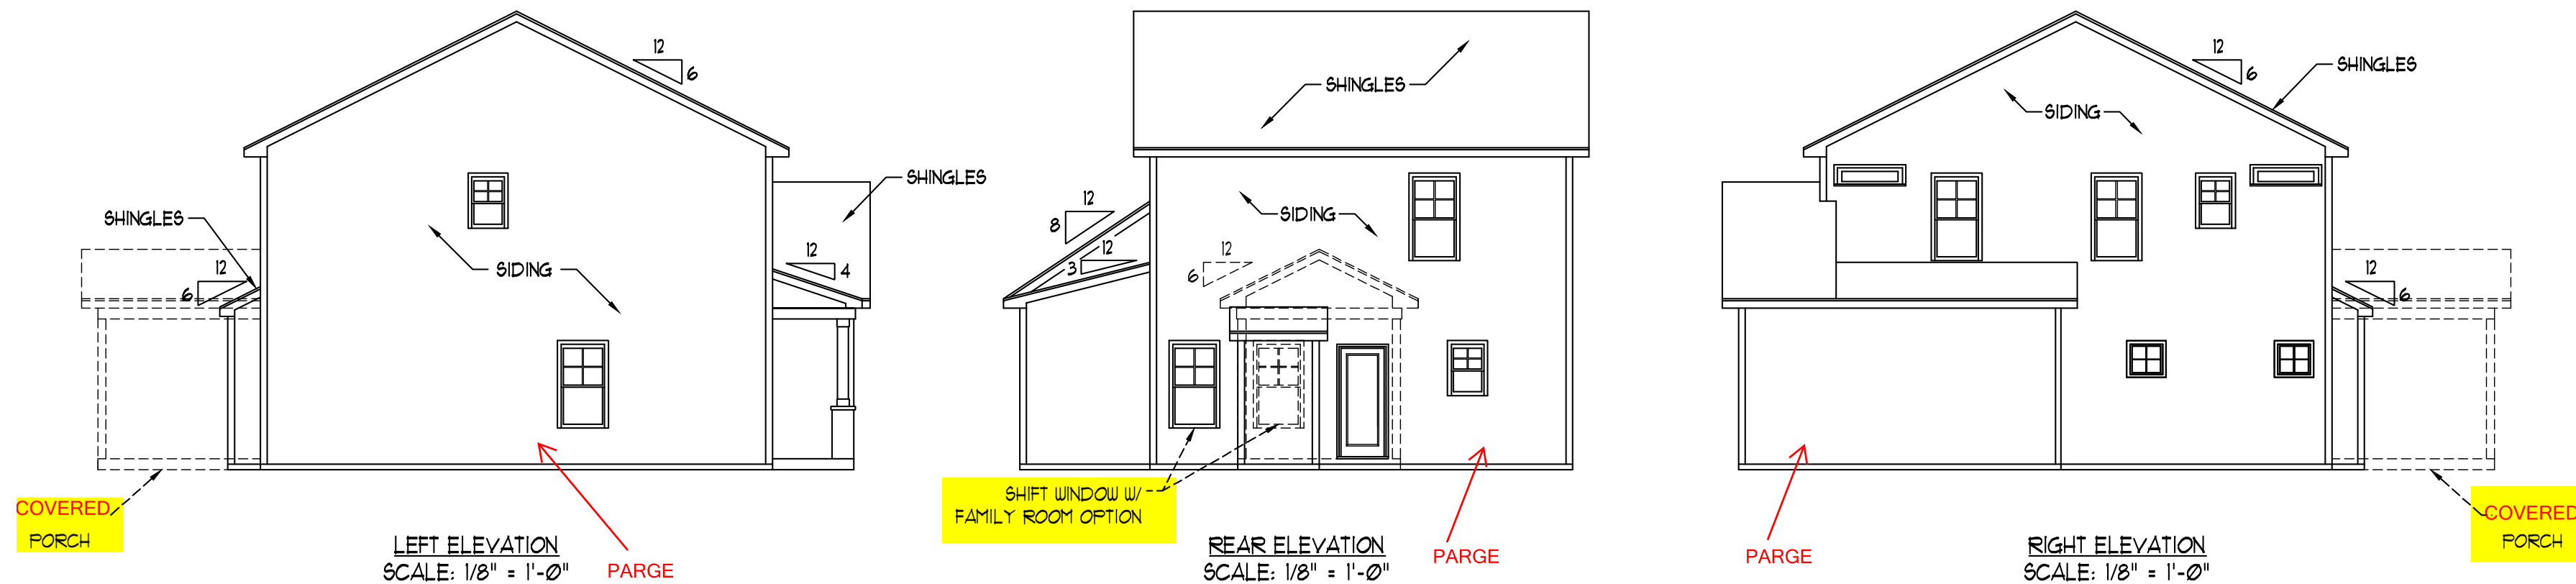 12
6
SHINGLES
SHINGLES
12
6
12
4
SIDING
COVERED
PORCH
LEFT ELEVATION
SCALE: 1/8" = 1'-0"
PARGE
SHINGLES
12
8
12
3
SIDING
12
6
SHIFT WINDOW W/
FAMILY ROOM OPTION
REAR ELEVATION
SCALE: 1/8" = 1'-0"
PARGE
12
6
SHINGLES
SIDING
12
6
PARGE
RIGHT ELEVATION
SCALE: 1/8" = 1'-0"
COVERED
PORCH